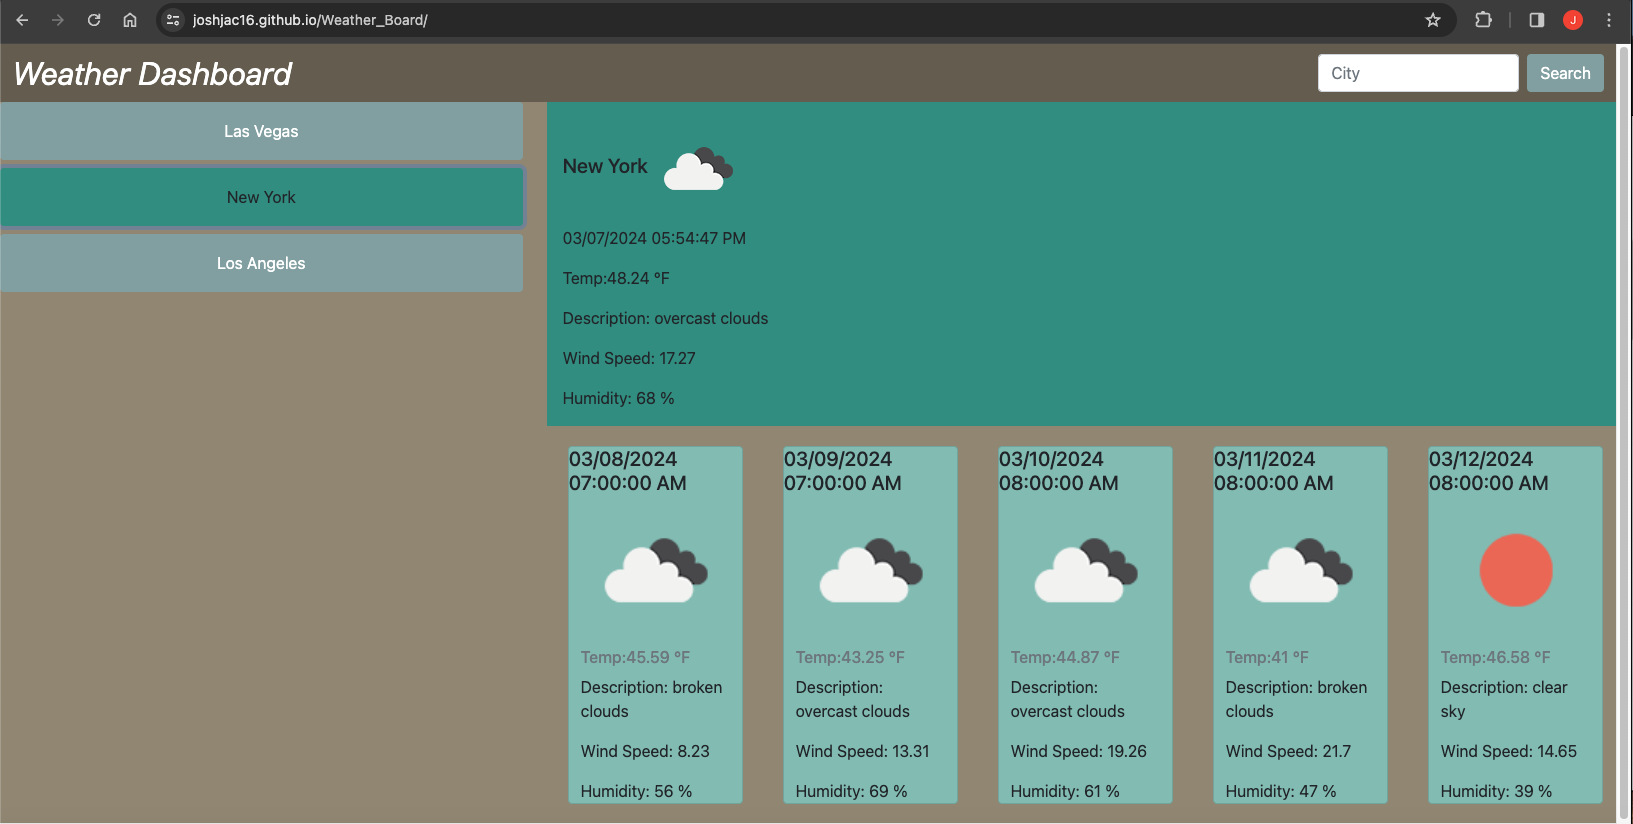 joshjac16.github.io/Weather_Board/
J
Weather Dashboard
City
Search
Las Vegas
New York
Los Angeles
New York
03/07/2024 05:54:47 PM
Temp:48.24 °F
Description: overcast clouds
Wind Speed: 17.27
Humidity: 68 %
03/08/2024
07:00:00 AM
Temp:45.59 °F
Description: broken
clouds
Wind Speed: 8.23
Humidity: 56 %
03/09/2024
07:00:00 AM
Temp:43.25 °F
Description:
overcast clouds
Wind Speed: 13.31
Humidity: 69 %
03/10/2024
08:00:00 AM
Temp:44.87 °F
Description:
overcast clouds
Wind Speed: 19.26
Humidity: 61 %
03/11/2024
08:00:00 AM
Temp:41 °F
Description: broken
clouds
Wind Speed: 21.7
Humidity: 47 %
03/12/2024
08:00:00 AM
Temp:46.58 °F
Description: clear
sky
Wind Speed: 14.65
Humidity: 39 %